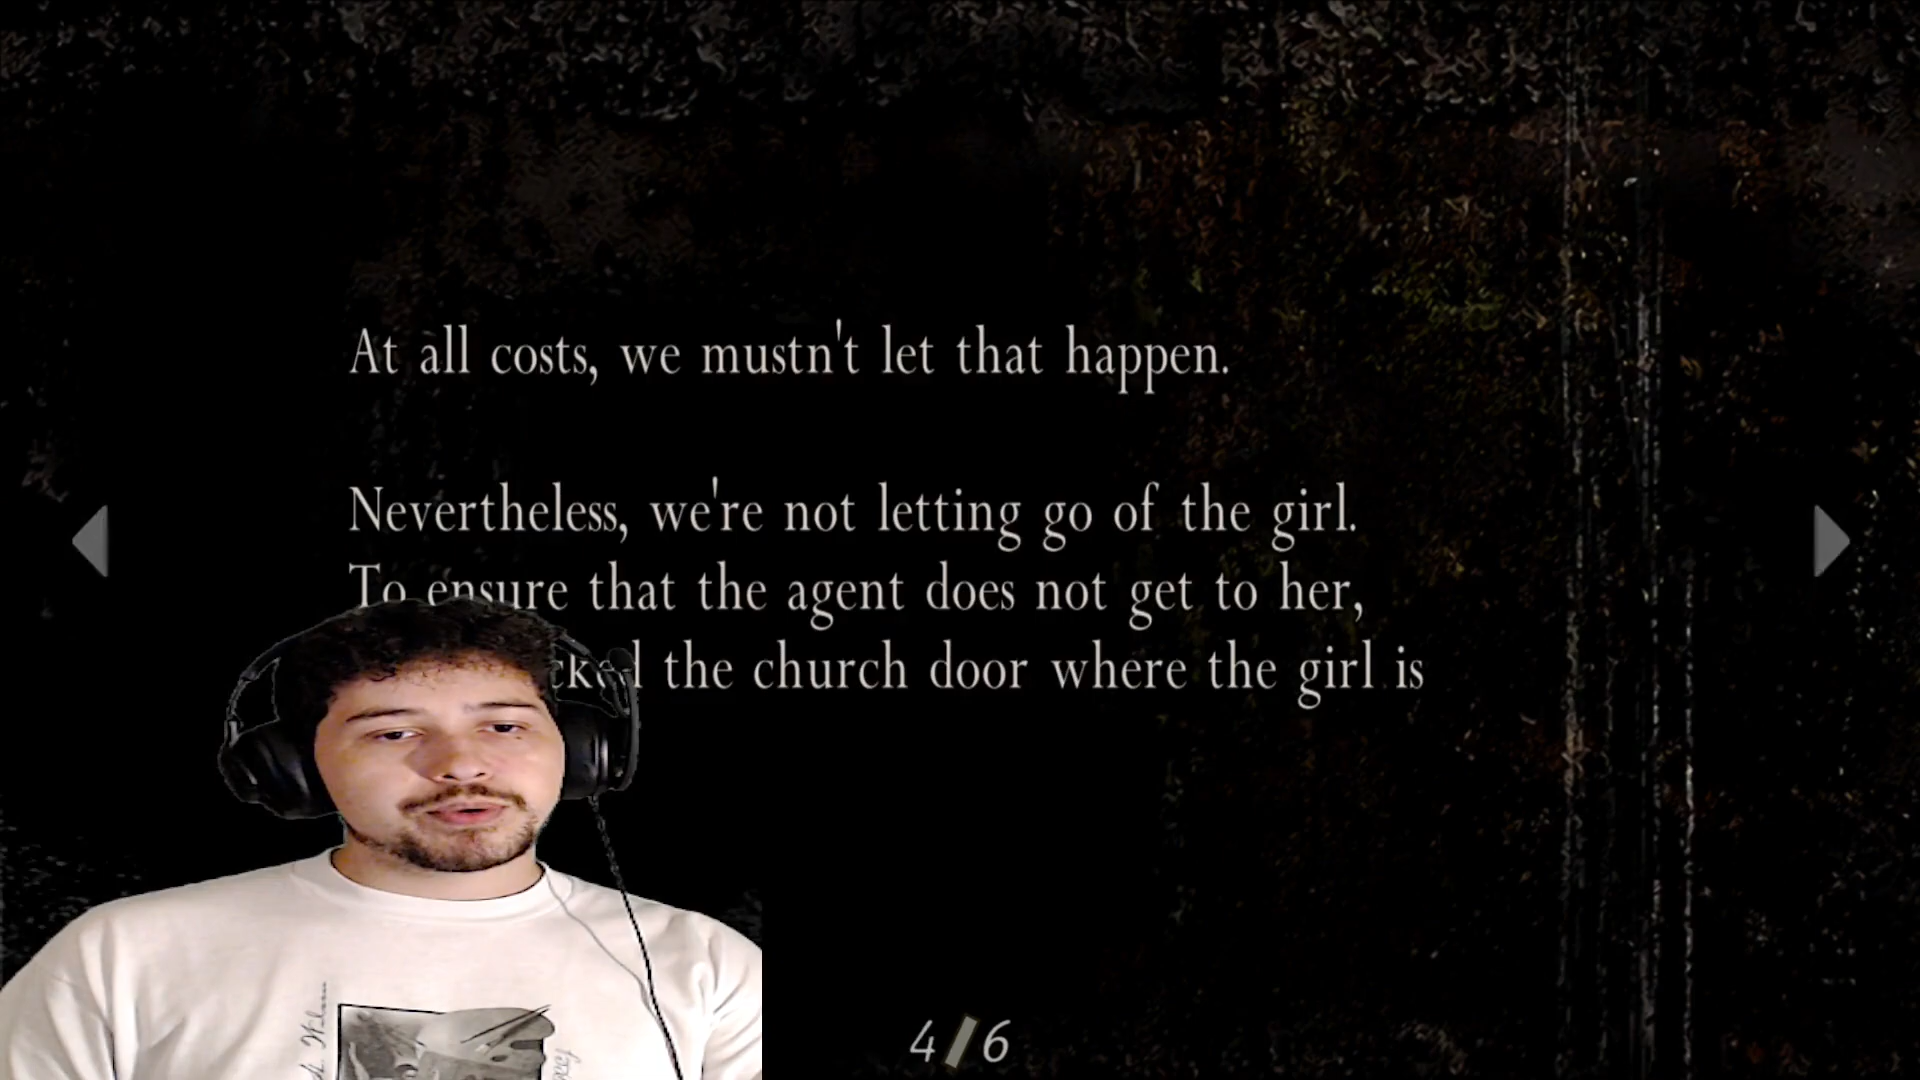 At all costs, we mustn't let that happen.
Nevertheless, we're not letting go of the girl.
To ensure that the agent does not get to her,
the church door where the girl is
4/6